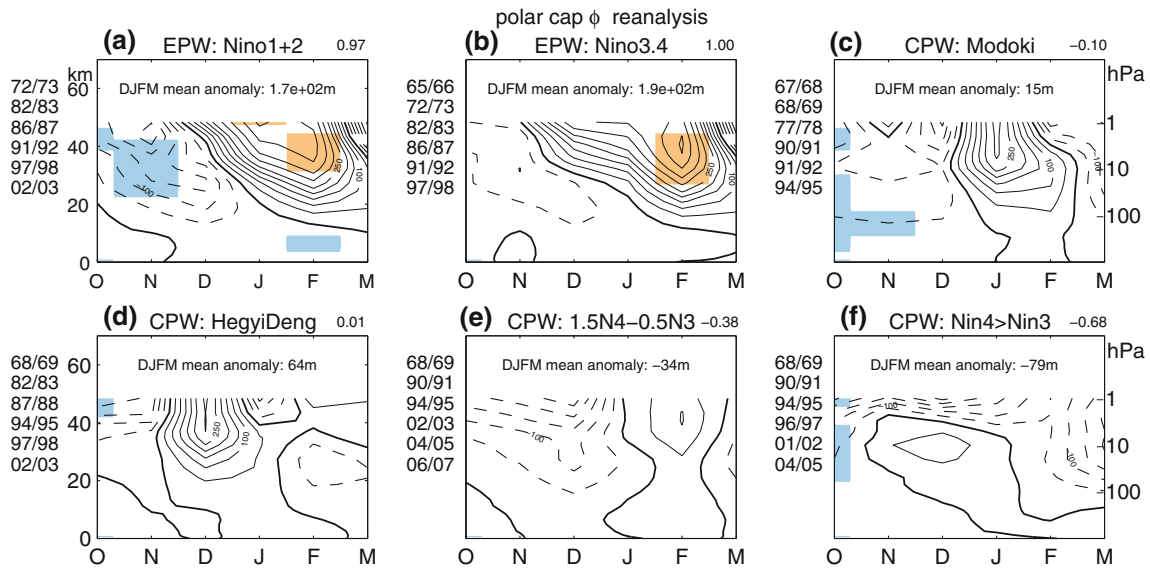 polar cap ϕ reanalysis
(a) EPW: Nino1+2 0.97
km
60
40
20
0
72/73
82/83
86/87
91/92
97/98
02/03
DJFM mean anomaly: 1.7e+02m
−100
250
100
O N D J F M
(b) EPW: Nino3.4 1.00
65/66
72/73
82/83
86/87
91/92
97/98
DJFM mean anomaly: 1.9e+02m
250
100
O N D J F M
(c) CPW: Modoki −0.10
67/68
68/69
77/78
90/91
91/92
94/95
DJFM mean anomaly: 15m
250
100
−100
hPa
1
10
100
O N D J F M
(d) CPW: HegyiDeng 0.01
60
40
20
0
68/69
82/83
87/88
94/95
97/98
02/03
DJFM mean anomaly: 64m
250
100
O N D J F M
(e) CPW: 1.5N4−0.5N3 −0.38
68/69
90/91
94/95
02/03
04/05
06/07
DJFM mean anomaly: −34m
−100
O N D J F M
(f) CPW: Nin4>Nin3 −0.68
68/69
90/91
94/95
96/97
01/02
04/05
DJFM mean anomaly: −79m
−100
−100
hPa
1
10
100
O N D J F M